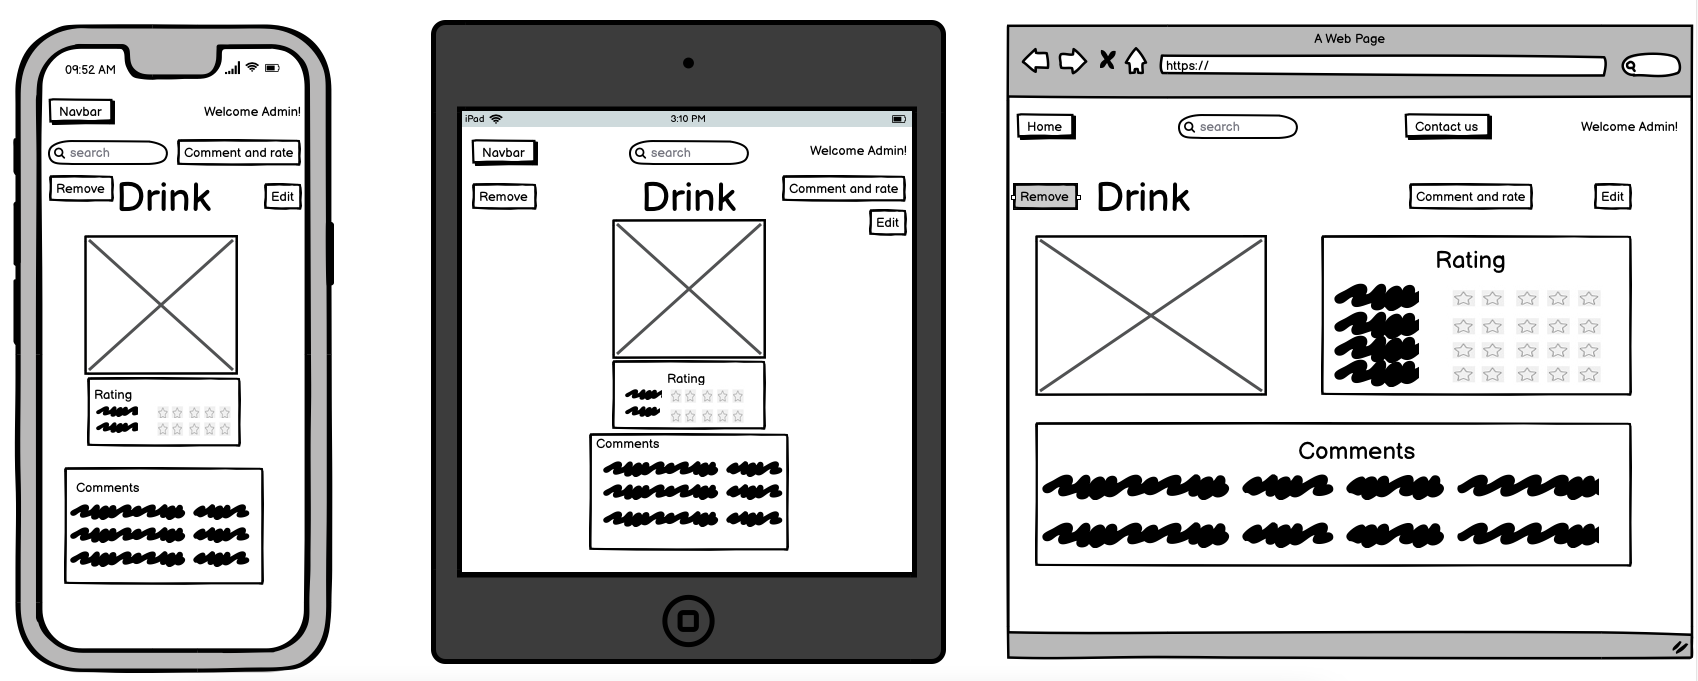 09:52 AM
Navbar
Welcome Admin!
search
Comment and rate
Remove
Drink
Edit
Rating
Comments
iPad
3:10 PM
Navbar
search
Welcome Admin!
Remove
Drink
Comment and rate
Edit
Rating
Comments
A Web Page
https://
Home
search
Contact us
Welcome Admin!
Remove
Drink
Comment and rate
Edit
Rating
Comments